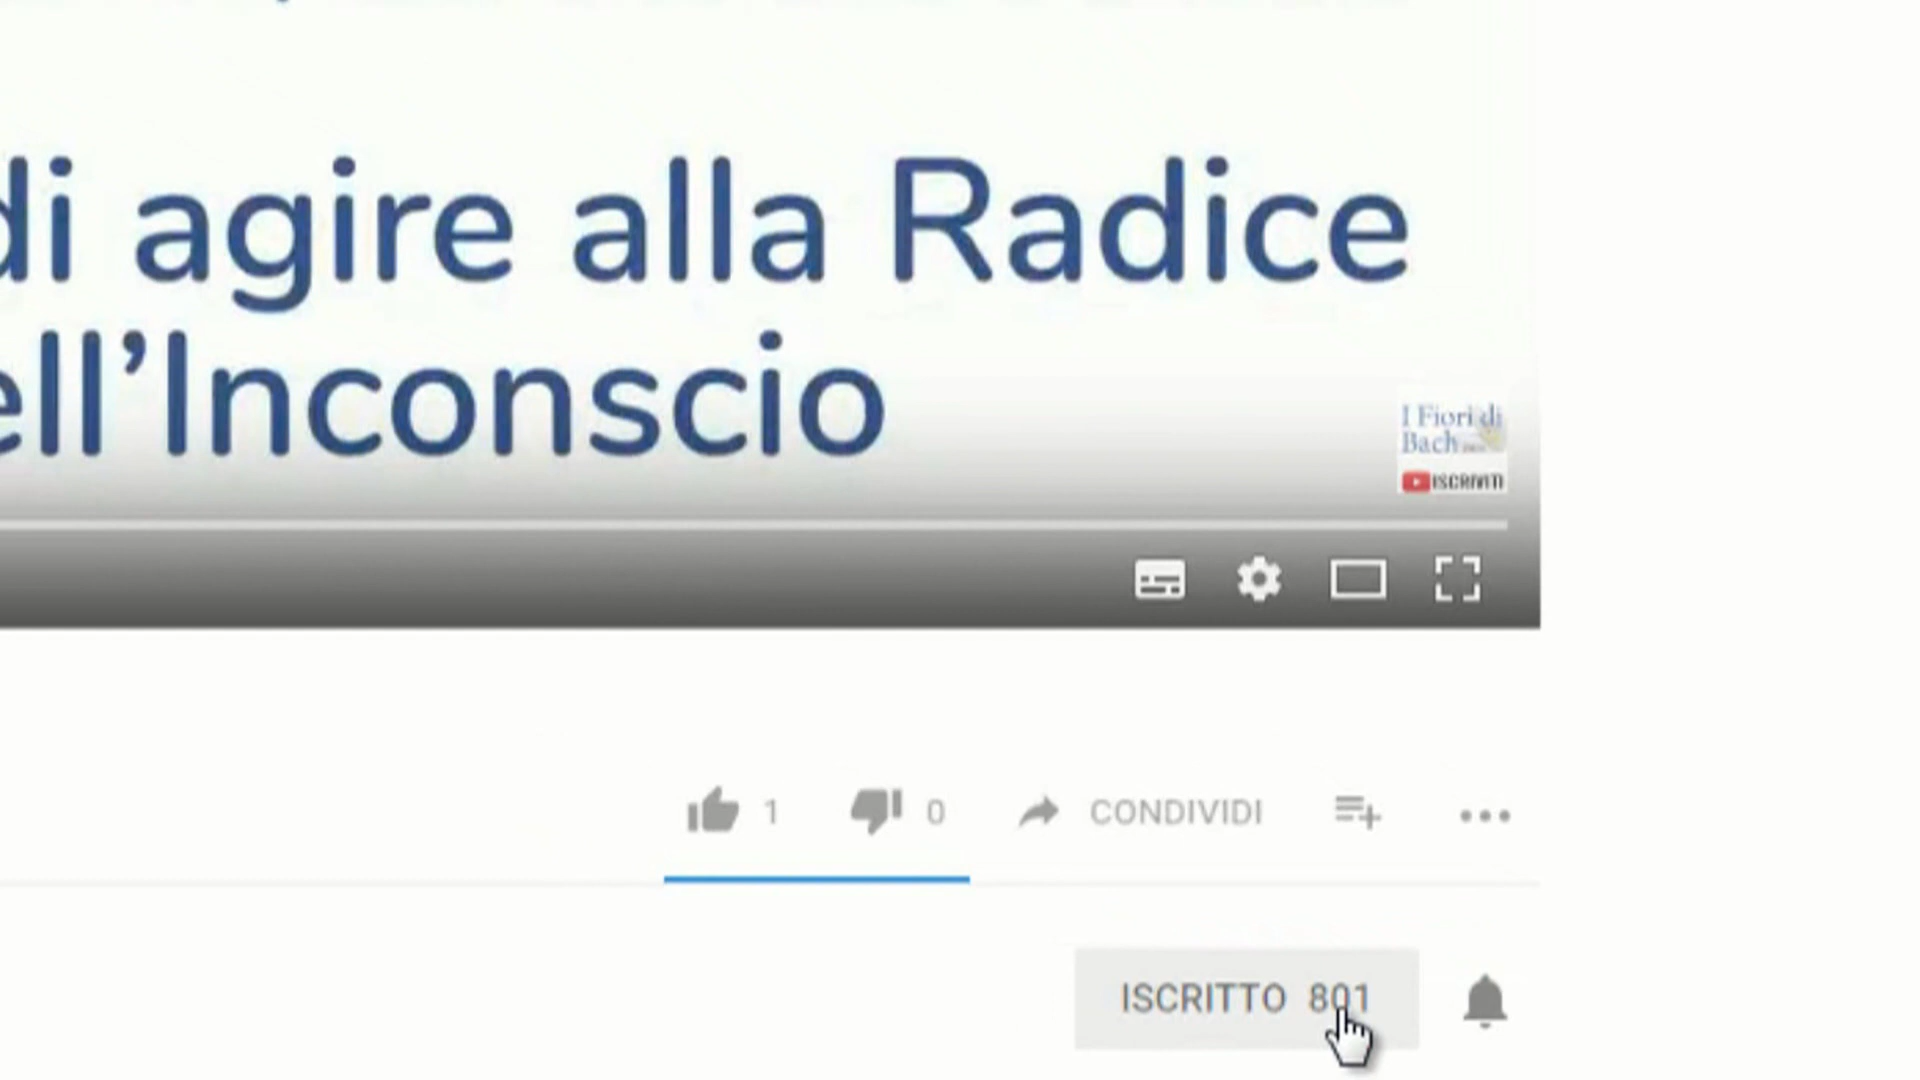 di agire alla Radice
ell’Inconscio
I Fiori di
Bach
ISCRIVITI
1 0 CONDIVIDI
ISCRITTO 801